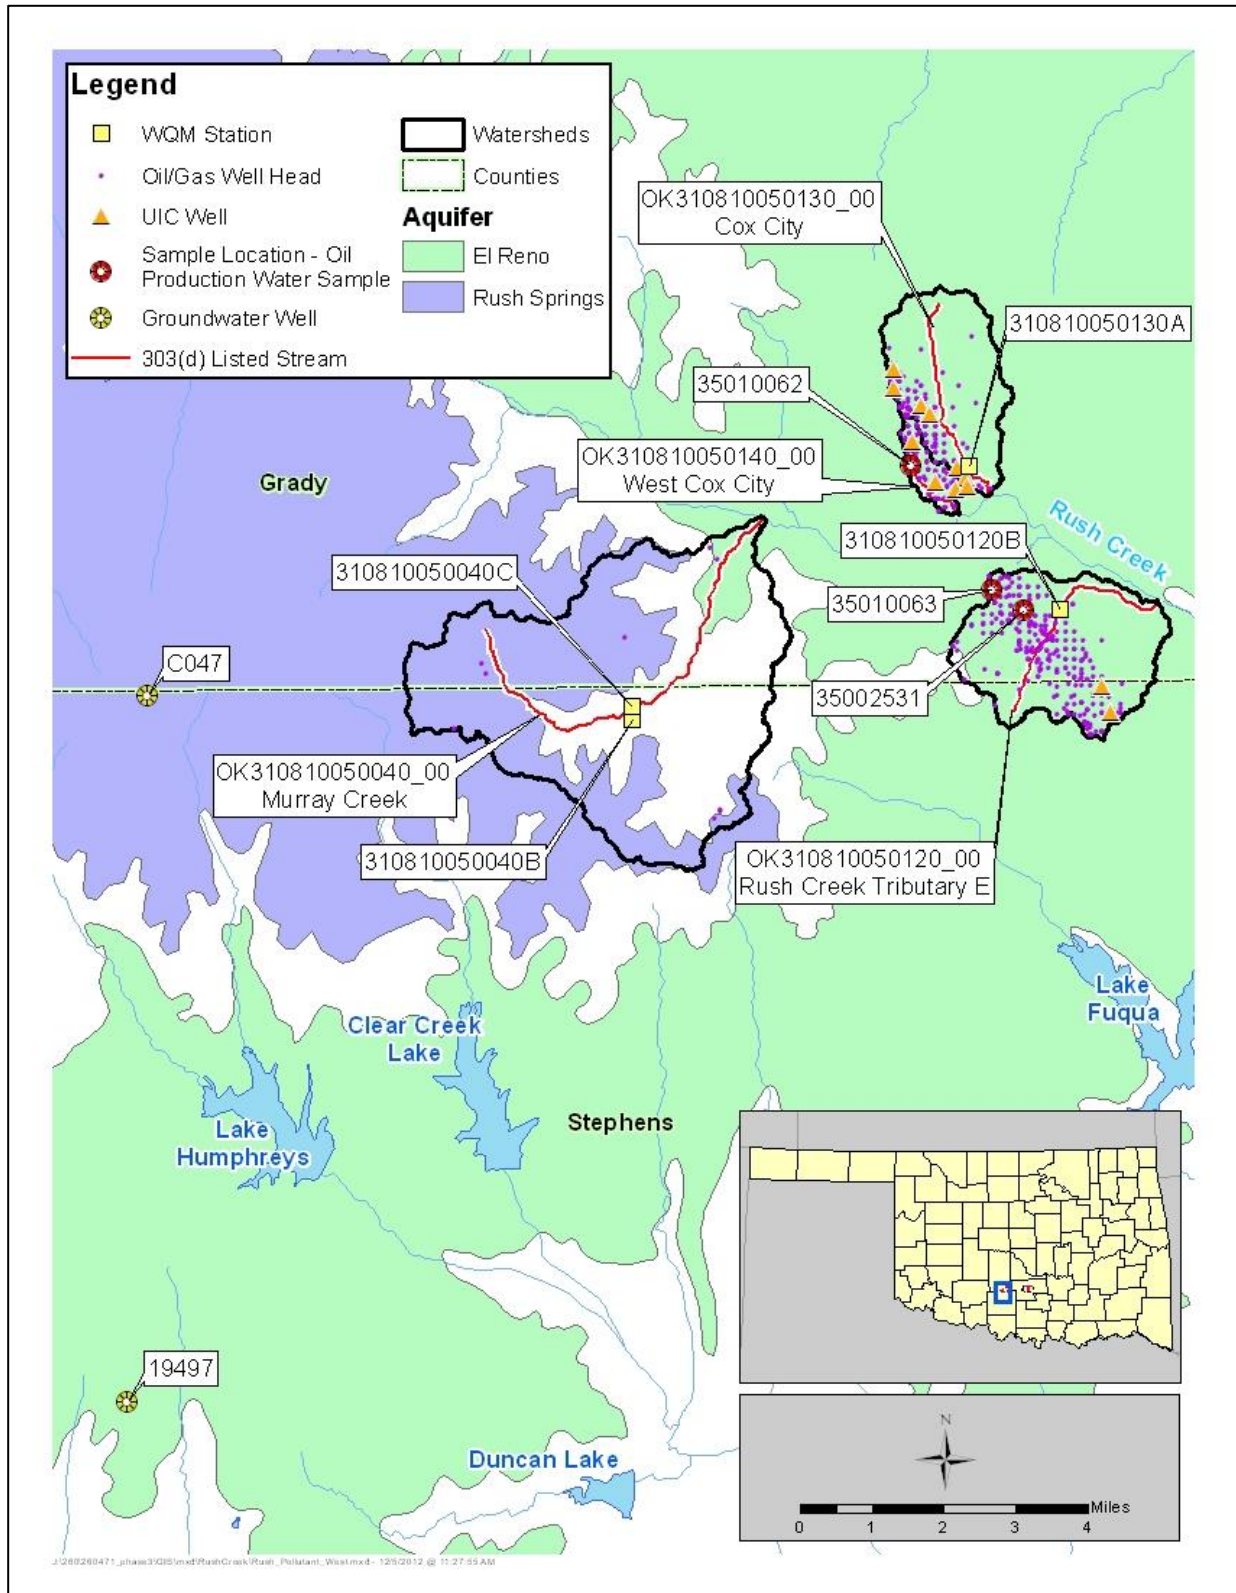 Legend
WQM Station
Oil/Gas Well Head
UIC Well
Sample Location - Oil
Production Water Sample
Groundwater Well
303(d) Listed Stream
Watersheds
Counties
Aquifer
El Reno
Rush Springs
OK310810050130_00
Cox City
310810050130A
35010062
OK310810050140_00
West Cox City
Grady
Rush Creek
310810050120B
310810050040C
35010063
C047
35002531
OK310810050040_00
Murray Creek
310810050040B
OK310810050120_00
Rush Creek Tributary E
Lake
Fuqua
Clear Creek
Lake
Lake
Humphreys
Stephens
19497
Duncan Lake
N
Miles
0 1 2 3 4